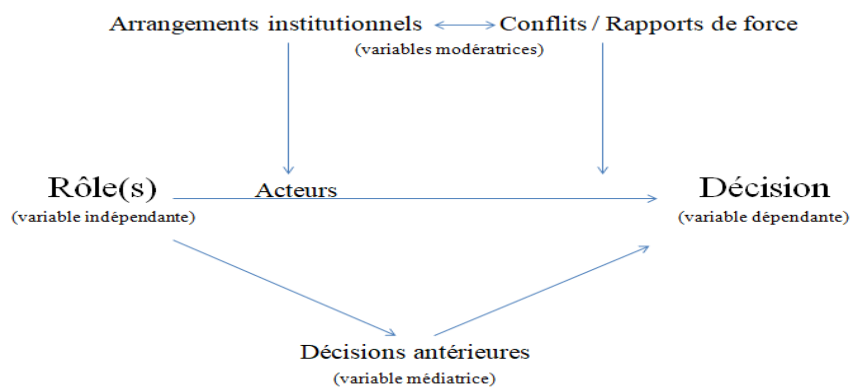 Arrangements institutionnels Conflits / Rapports de force
(variables modératrices)
Rôle(s) Acteurs Décision
(variable indépendante) (variable dépendante)
Décisions antérieures
(variable médiatrice)